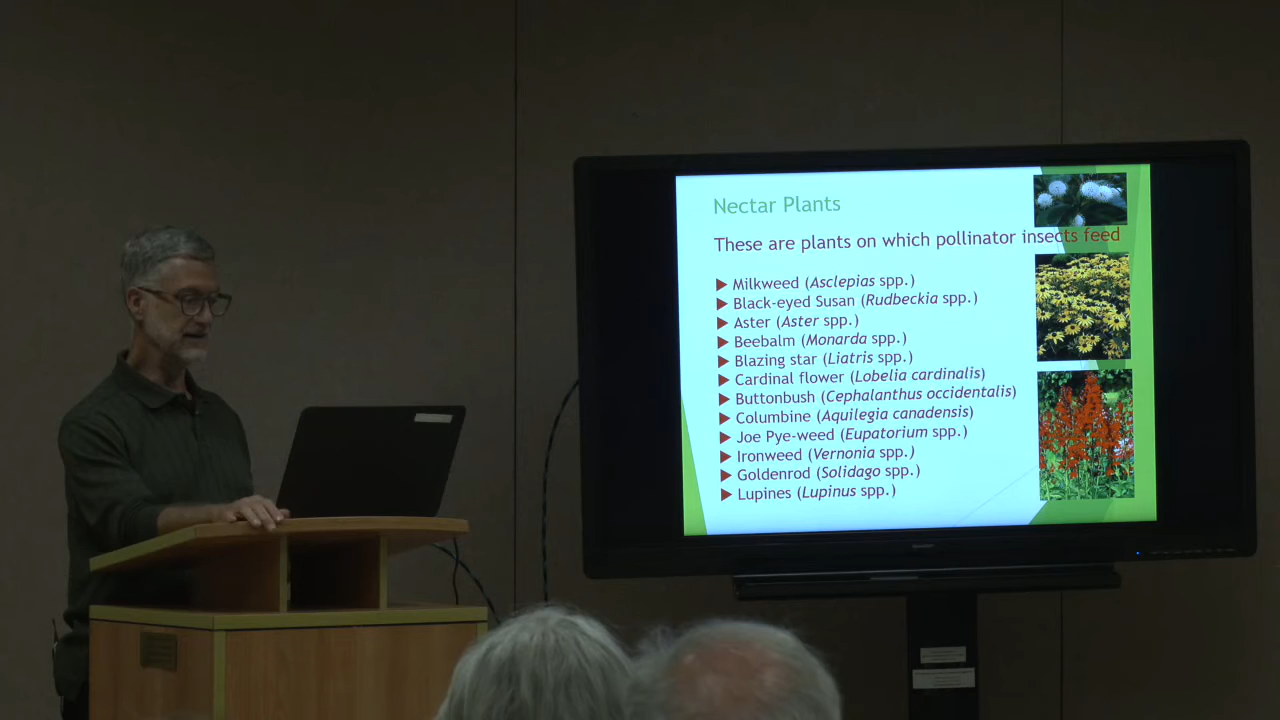 Nectar Plants
These are plants on which pollinator insects feed
Milkweed (Asclepias spp.)
Black-eyed Susan (Rudbeckia spp.)
Aster (Aster spp.)
Beebalm (Monarda spp.)
Blazing star (Liatris spp.)
Cardinal flower (Lobelia cardinalis)
Buttonbush (Cephalanthus occidentalis)
Columbine (Aquilegia canadensis)
Joe Pye-weed (Eupatorium spp.)
Ironweed (Vernonia spp.)
Goldenrod (Solidago spp.)
Lupines (Lupinus spp.)